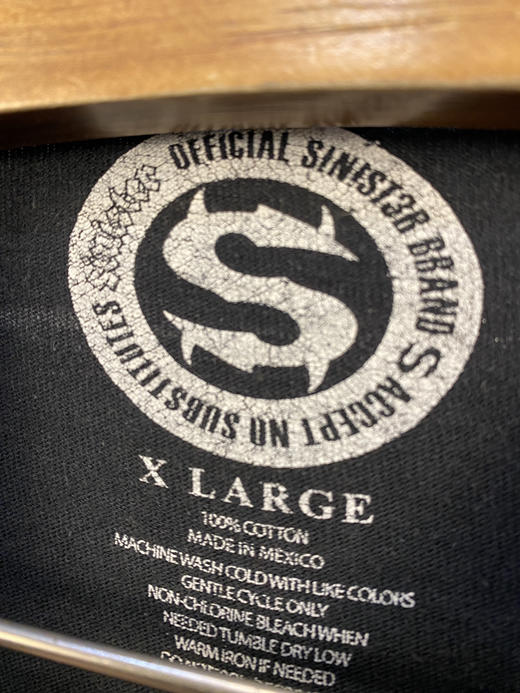 OFFICIAL SINIST3R BRAND
S ACCEPT NO SUBSTITUTES
S
X LARGE
100% COTTON
MADE IN MEXICO
MACHINE WASH COLD WITH LIKE COLORS
GENTLE CYCLE ONLY
NON-CHLORINE BLEACH WHEN
NEEDED TUMBLE DRY LOW
WARM IRON IF NEEDED